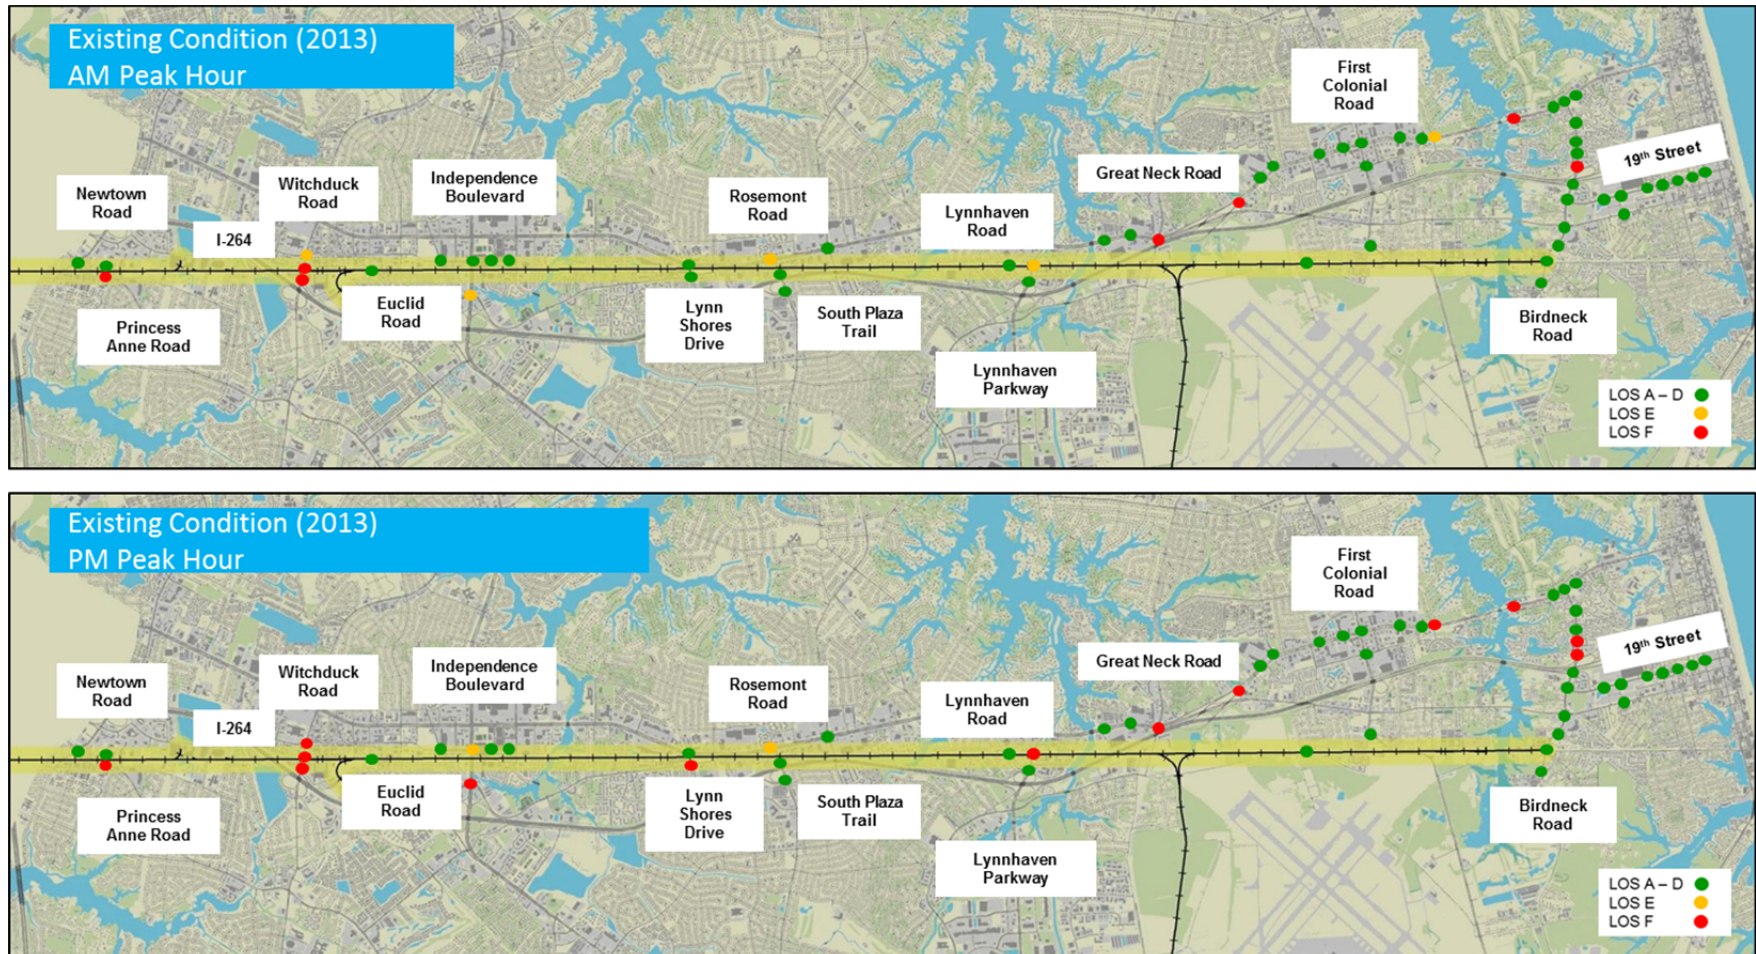 Existing Condition (2013)
AM Peak Hour
First
Colonial
Road
19th Street
Great Neck Road
Independence
Boulevard
Witchduck
Road
Newtown
Road
Rosemont
Road
Lynnhaven
Road
I-264
Euclid
Road
Lynn
Shores
Drive
South Plaza
Trail
Birdneck
Road
Princess
Anne Road
Lynnhaven
Parkway
LOS A – D
LOS E
LOS F
Existing Condition (2013)
PM Peak Hour
First
Colonial
Road
19th Street
Great Neck Road
Independence
Boulevard
Witchduck
Road
Newtown
Road
Rosemont
Road
Lynnhaven
Road
I-264
Euclid
Road
Lynn
Shores
Drive
South Plaza
Trail
Birdneck
Road
Princess
Anne Road
Lynnhaven
Parkway
LOS A – D
LOS E
LOS F